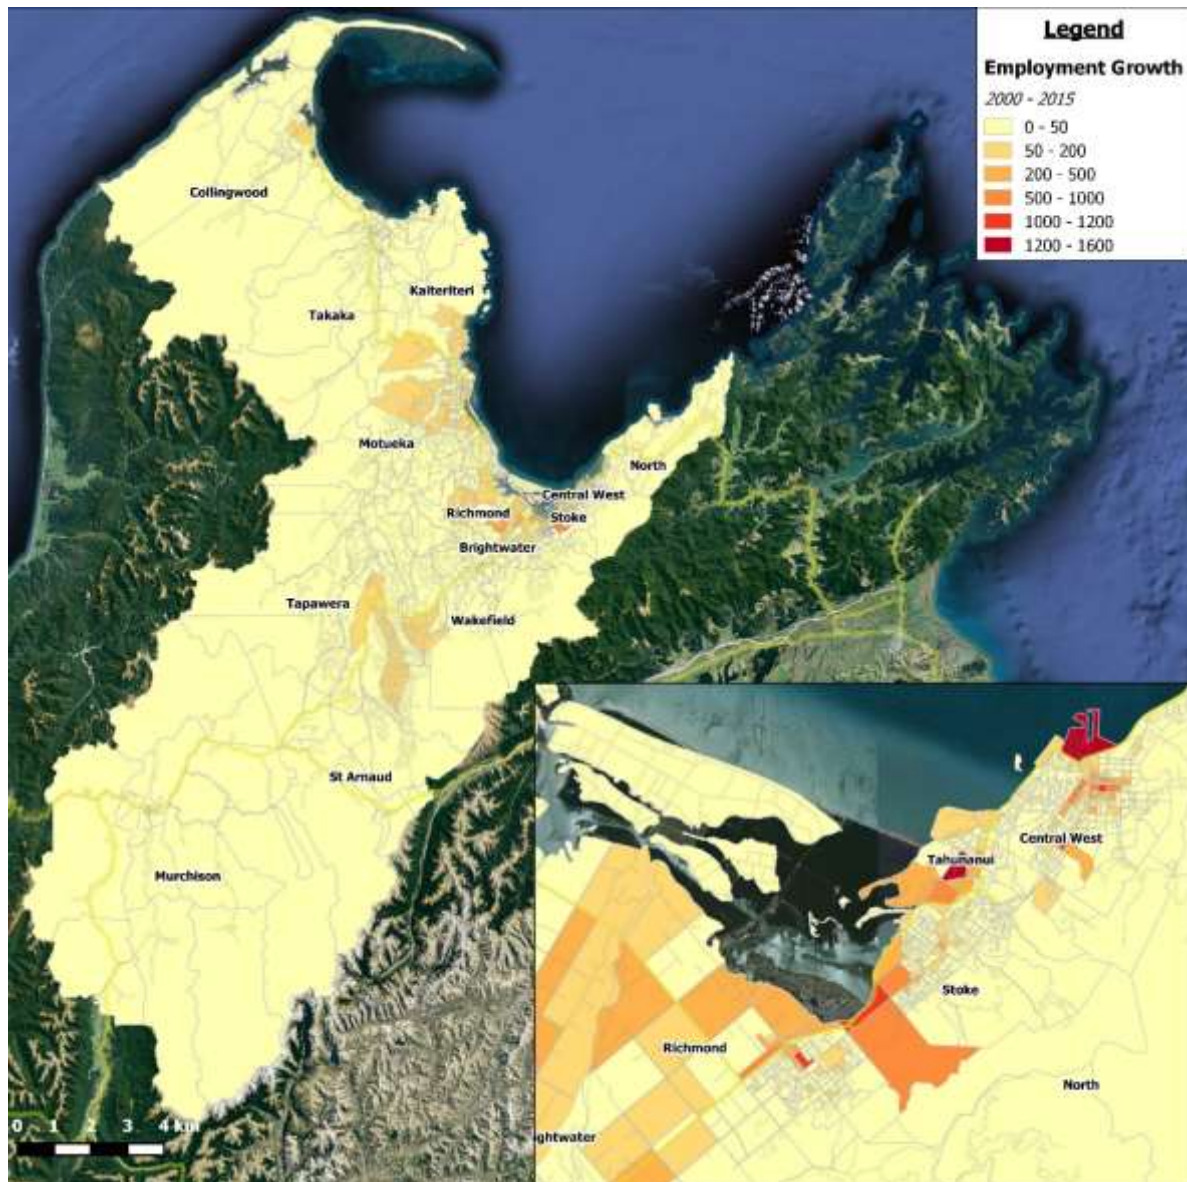 Legend
Employment Growth
2000 - 2015
0 - 50
50 - 200
200 - 500
500 - 1000
1000 - 1200
1200 - 1600
Collingwood
Kaiteriteri
Takaka
Motueka
North
Central West
Richmond
Stoke
Brightwater
Tapawera
Wakefield
St Arnaud
Murchison
0 1 2 3 4 km
Central West
Tahunanui
Stoke
Richmond
North
ghtwater